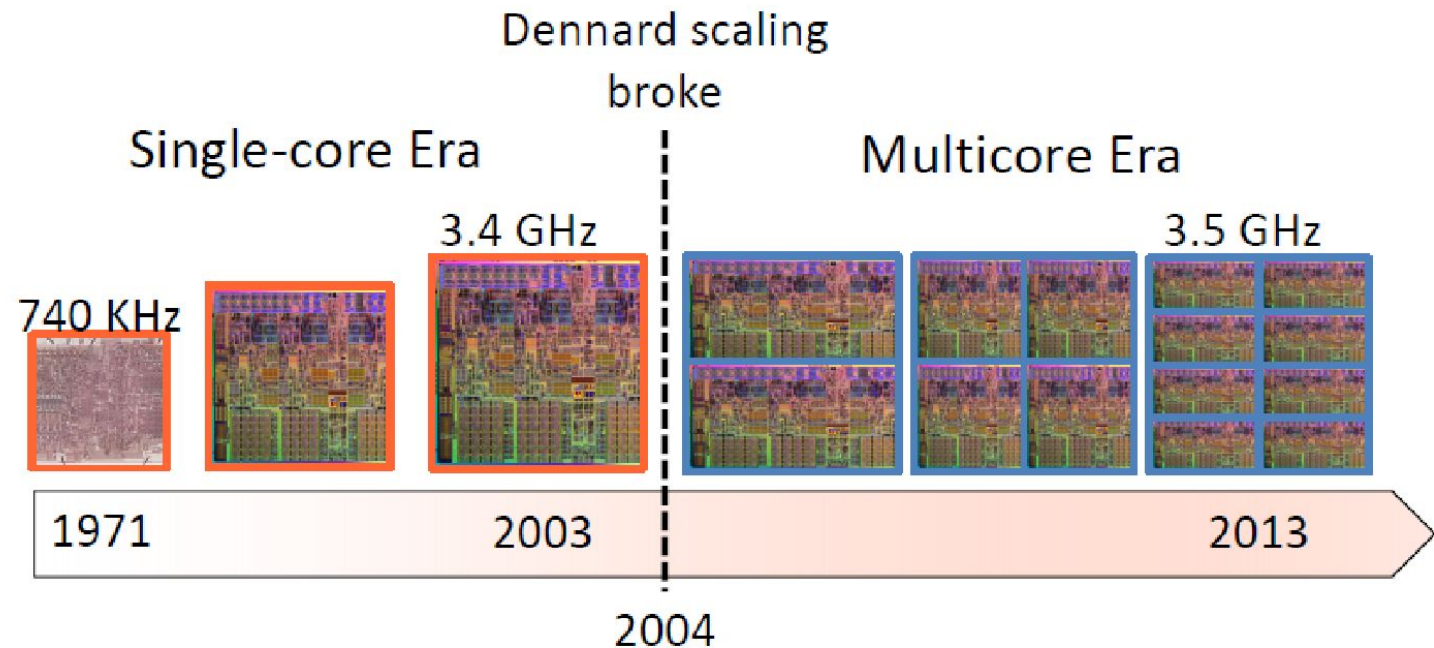 Dennard scaling
broke
Single-core Era
Multicore Era
740 KHz
3.4 GHz
3.5 GHz
1971
2003
2013
2004